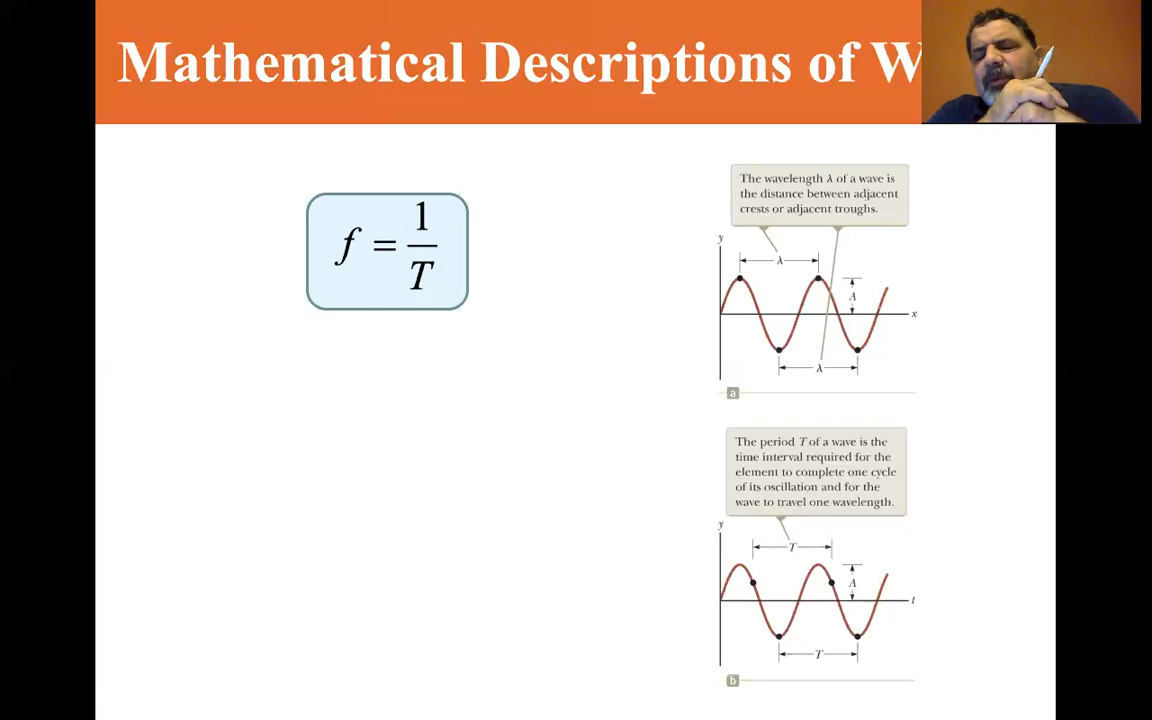 Mathematical Descriptions of W
f = 1/T
The wavelength λ of a wave is
the distance between adjacent
crests or adjacent troughs.
y
λ
A
x
λ
a
The period T of a wave is the
time interval required for the
element to complete one cycle
of its oscillation and for the
wave to travel one wavelength.
y
T
A
t
T
b